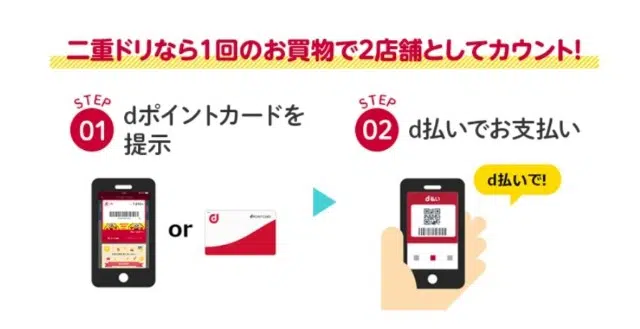 二重ドリなら1回のお買物で2店舗としてカウント!
STEP
01
dポイントカードを
提示
or
d
STEP
02
d払いでお支払い
d払いで!
d払い